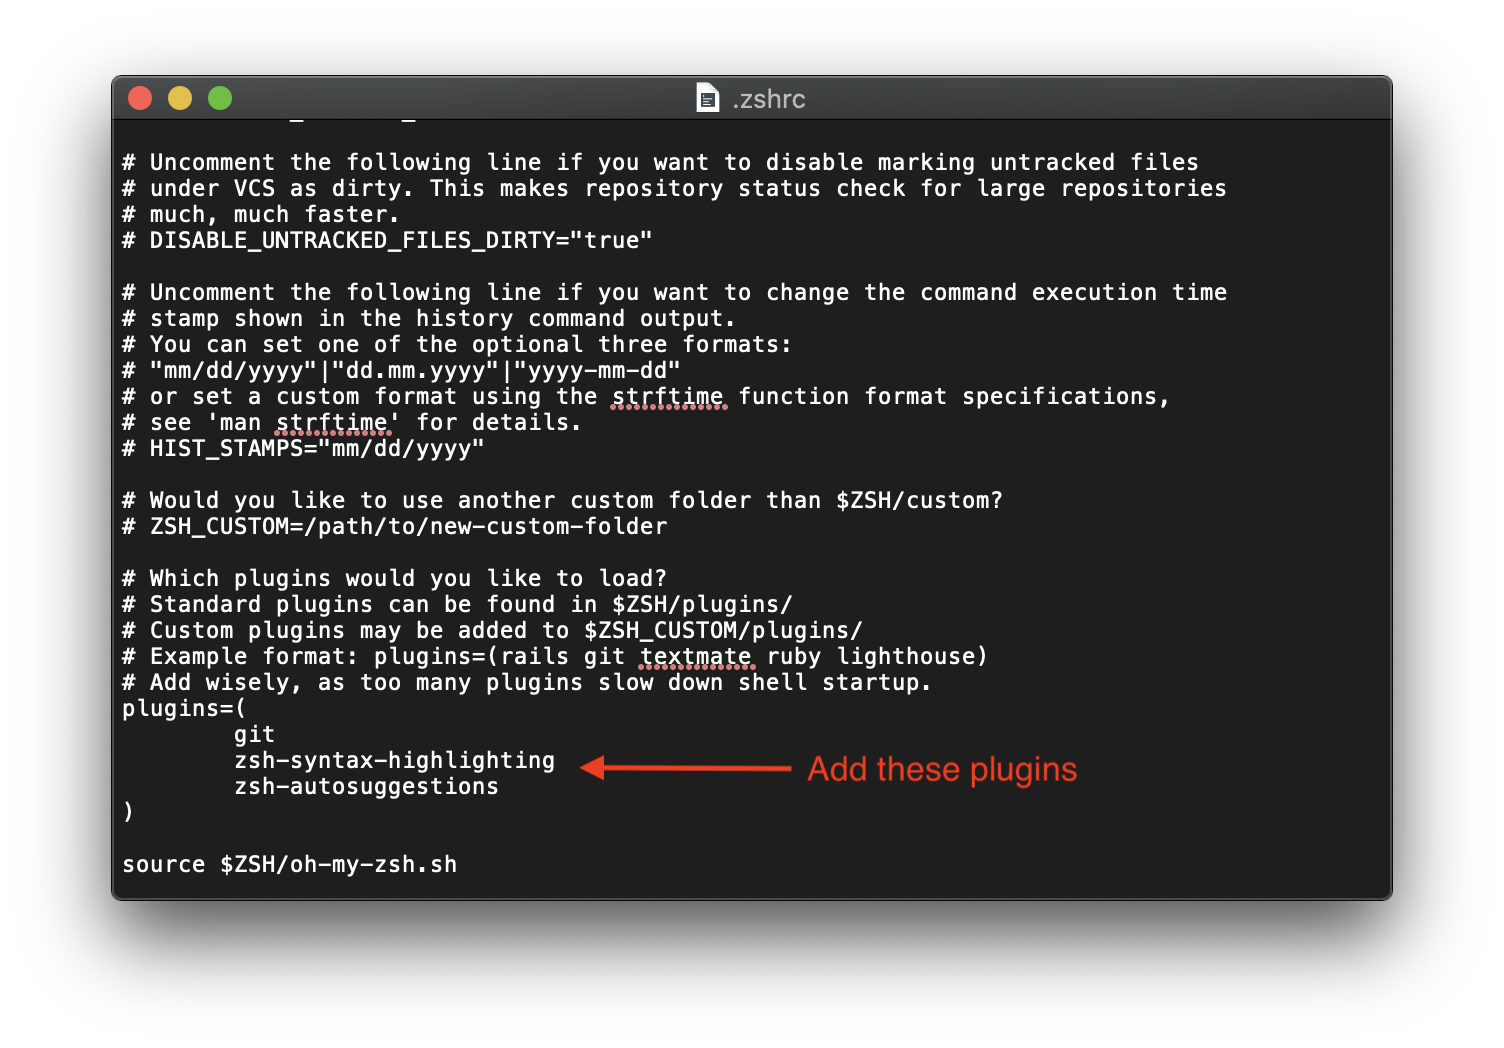 .zshrc
# Uncomment the following line if you want to disable marking untracked files
# under VCS as dirty. This makes repository status check for large repositories
# much, much faster.
# DISABLE_UNTRACKED_FILES_DIRTY="true"
# Uncomment the following line if you want to change the command execution time
# stamp shown in the history command output.
# You can set one of the optional three formats:
# "mm/dd/yyyy"|"dd.mm.yyyy"|"yyyy-mm-dd"
# or set a custom format using the strftime function format specifications,
# see 'man strftime' for details.
# HIST_STAMPS="mm/dd/yyyy"
# Would you like to use another custom folder than $ZSH/custom?
# ZSH_CUSTOM=/path/to/new-custom-folder
# Which plugins would you like to load?
# Standard plugins can be found in $ZSH/plugins/
# Custom plugins may be added to $ZSH_CUSTOM/plugins/
# Example format: plugins=(rails git textmate ruby lighthouse)
# Add wisely, as too many plugins slow down shell startup.
plugins=(
git
zsh-syntax-highlighting
Add these plugins
zsh-autosuggestions
)
source $ZSH/oh-my-zsh.sh